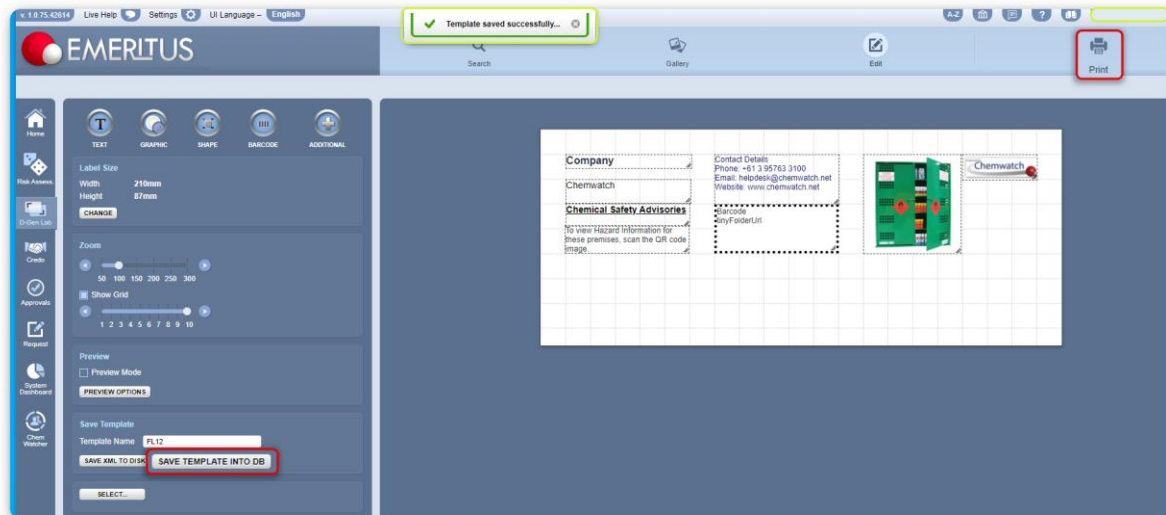 v. 1.0.75.42614 Live Help Settings UI Language – English
Template saved successfully...
A-Z
?
EMERITUS
Search
Gallery
Edit
Print
Home
Risk Assess.
D-Gen Lab
Credo
Approvals
Request
System Dashboard
Chem Watcher
TEXT GRAPHIC SHAPE BARCODE ADDITIONAL
Label Size
Width 210mm
Height 87mm
CHANGE
Zoom
50 100 150 200 250 300
Show Grid
1 2 3 4 5 6 7 8 9 10
Preview
Preview Mode
PREVIEW OPTIONS
Save Template
Template Name FL12
SAVE XML TO DISK SAVE TEMPLATE INTO DB
SELECT...
Company
Chemwatch
Chemical Safety Advisories
To view Hazard Information for
these premises, scan the QR code
image.
Contact Details
Phone: +61 3 95763 3100
Email: helpdesk@chemwatch.net
Website: www.chemwatch.net
Barcode
tinyFolderUrl
Chemwatch